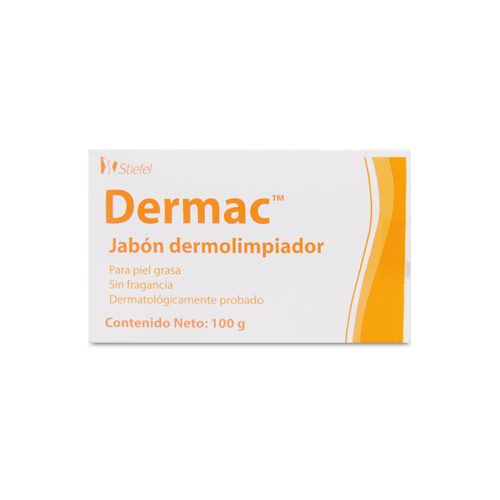 Stiefel
Dermac™
Jabón dermolimpiador
Para piel grasa
Sin fragancia
Dermatológicamente probado
Contenido Neto: 100 g